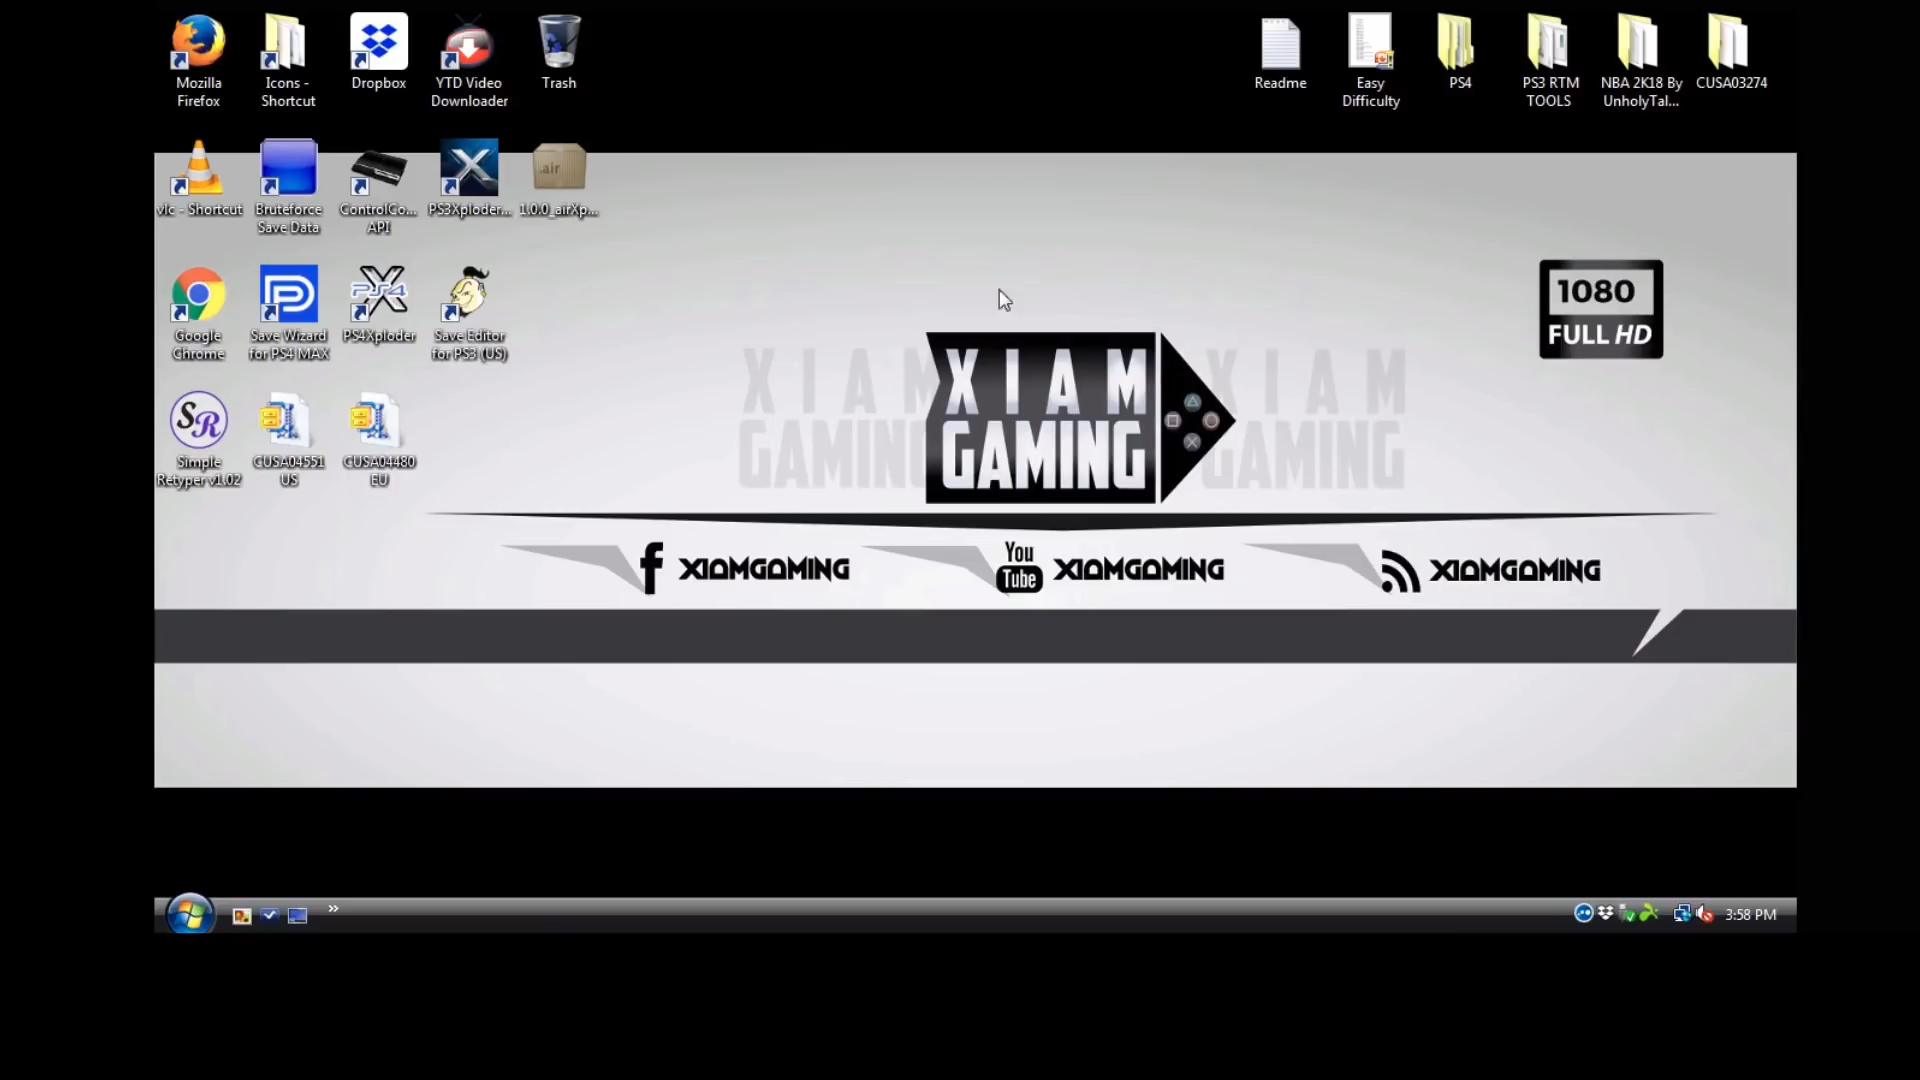 Mozilla
Firefox
Icons -
Shortcut
Dropbox
YTD Video
Downloader
Trash
Readme
Easy
Difficulty
PS4
PS3 RTM
TOOLS
NBA 2K18 By
UnholyTal...
CUSA03274
vlc - Shortcut
Bruteforce
Save Data
ControlCo...
API
X
PS3Xploder...
.air
1.0.0_airXp...
Google
Chrome
Save Wizard
for PS4 MAX
PS4
PS4Xploder
Save Editor
for PS3 (US)
1080
FULL HD
XIAM
GAMING
XIAM
GAMING
XIAM
GAMING
SR
Simple
Retyper v1.02
CUSA04551
US
CUSA04480
EU
f XIAMGAMING
You
Tube
XIAMGAMING
XIAMGAMING
»
3:58 PM